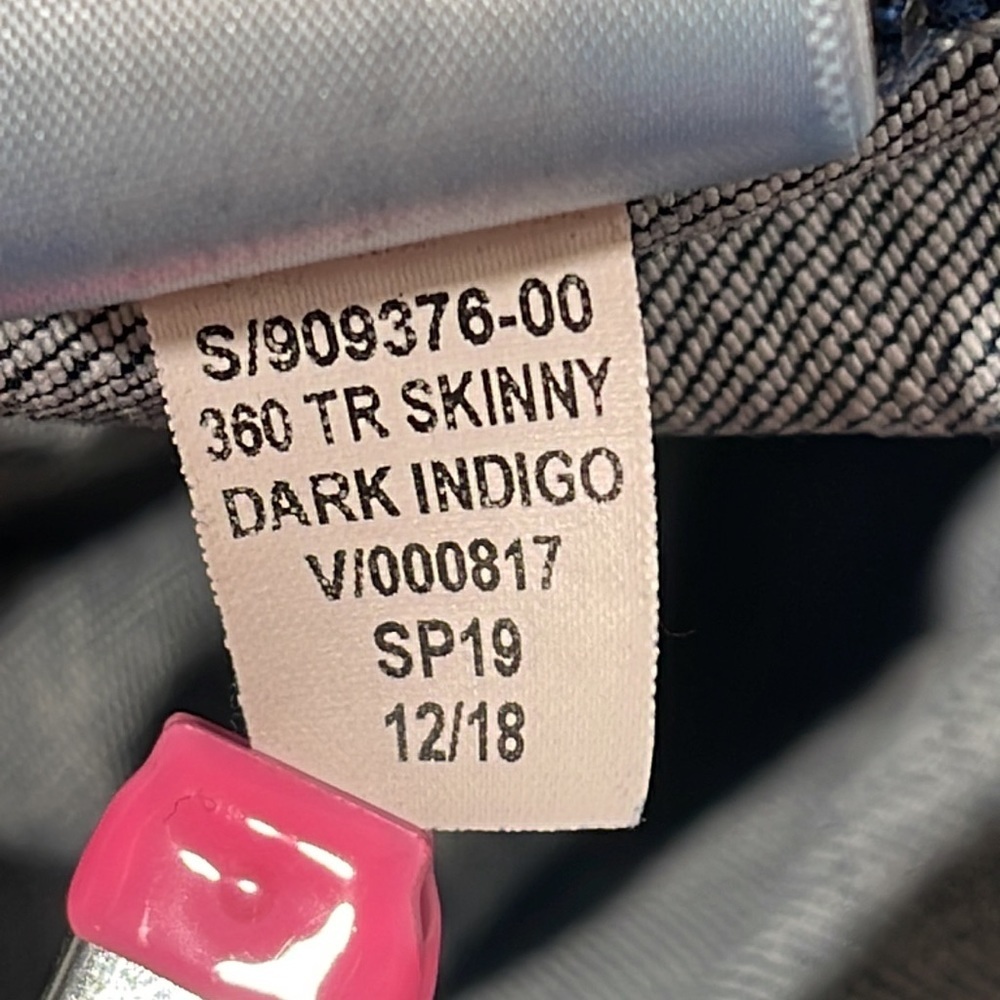 S/909376-00
360 TR SKINNY
DARK INDIGO
V/000817
SP19
12/18